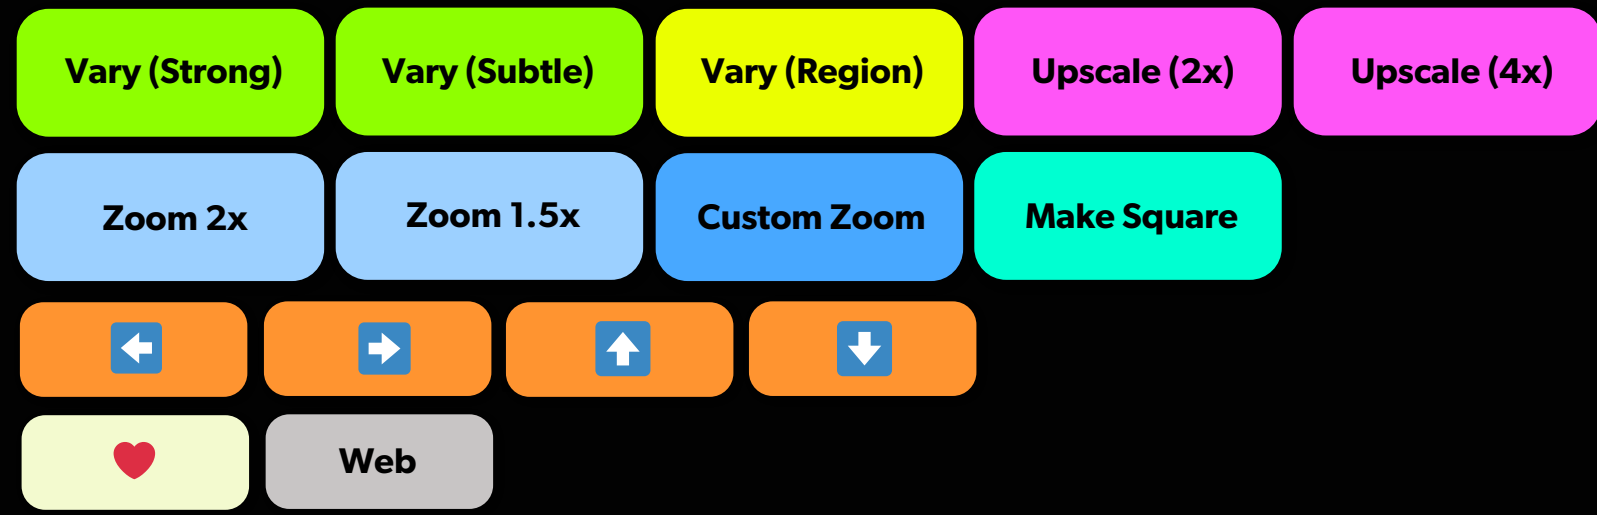 Vary (Strong) Vary (Subtle) Vary (Region) Upscale (2x) Upscale (4x)
Zoom 2x Zoom 1.5x Custom Zoom Make Square
Web